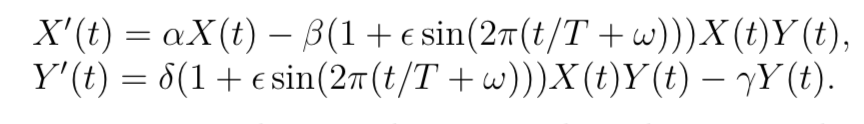 X′(t) = αX(t) − β(1 + ϵ sin(2π(t/T + ω)))X(t)Y(t),
Y′(t) = δ(1 + ϵ sin(2π(t/T + ω)))X(t)Y(t) − γY(t).